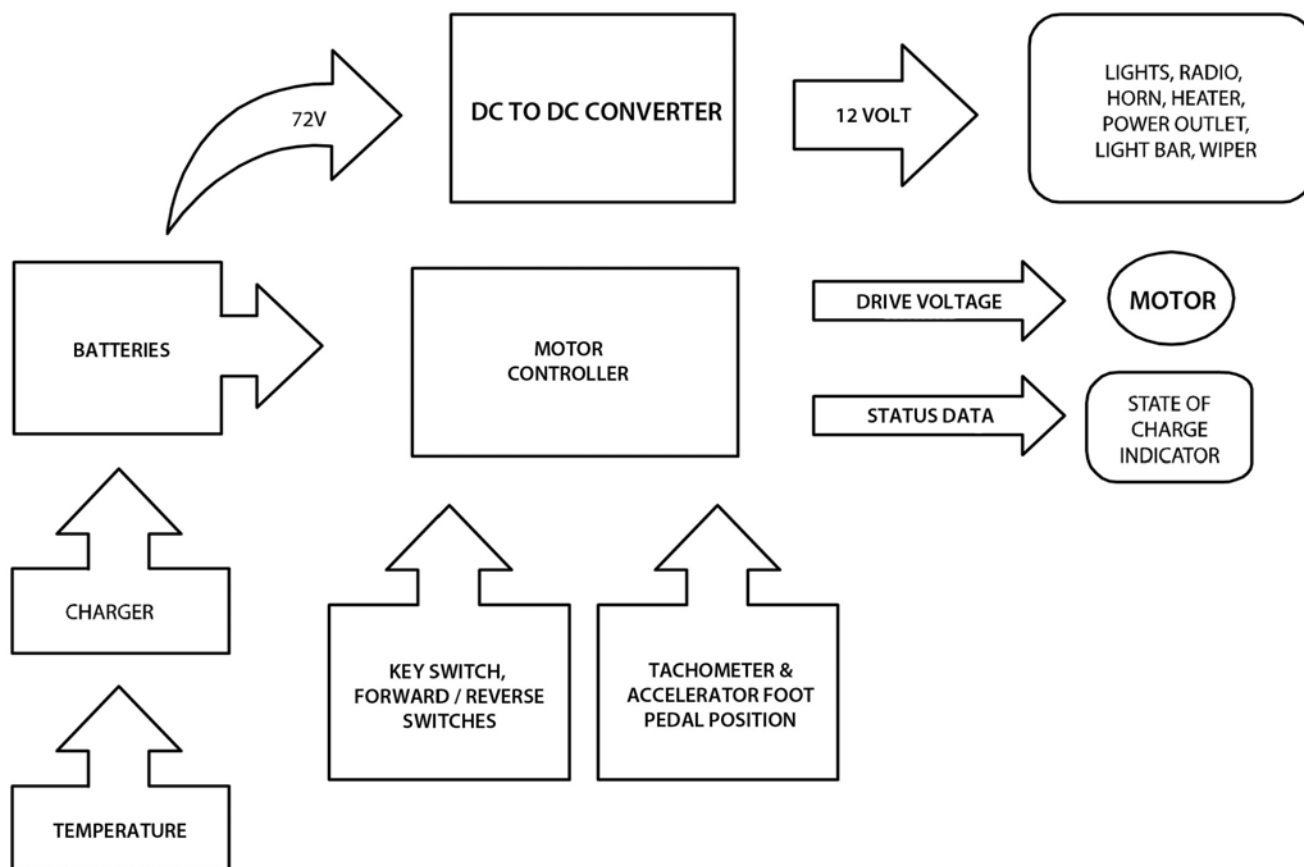 72V
DC TO DC CONVERTER
12 VOLT
LIGHTS, RADIO,
HORN, HEATER,
POWER OUTLET,
LIGHT BAR, WIPER
BATTERIES
MOTOR
CONTROLLER
DRIVE VOLTAGE
MOTOR
STATUS DATA
STATE OF
CHARGE
INDICATOR
CHARGER
KEY SWITCH,
FORWARD / REVERSE
SWITCHES
TACHOMETER &
ACCELERATOR FOOT
PEDAL POSITION
TEMPERATURE